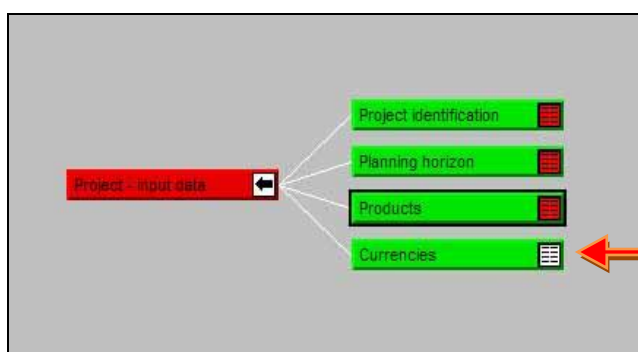 Project - input data
Project identification
Planning horizon
Products
Currencies